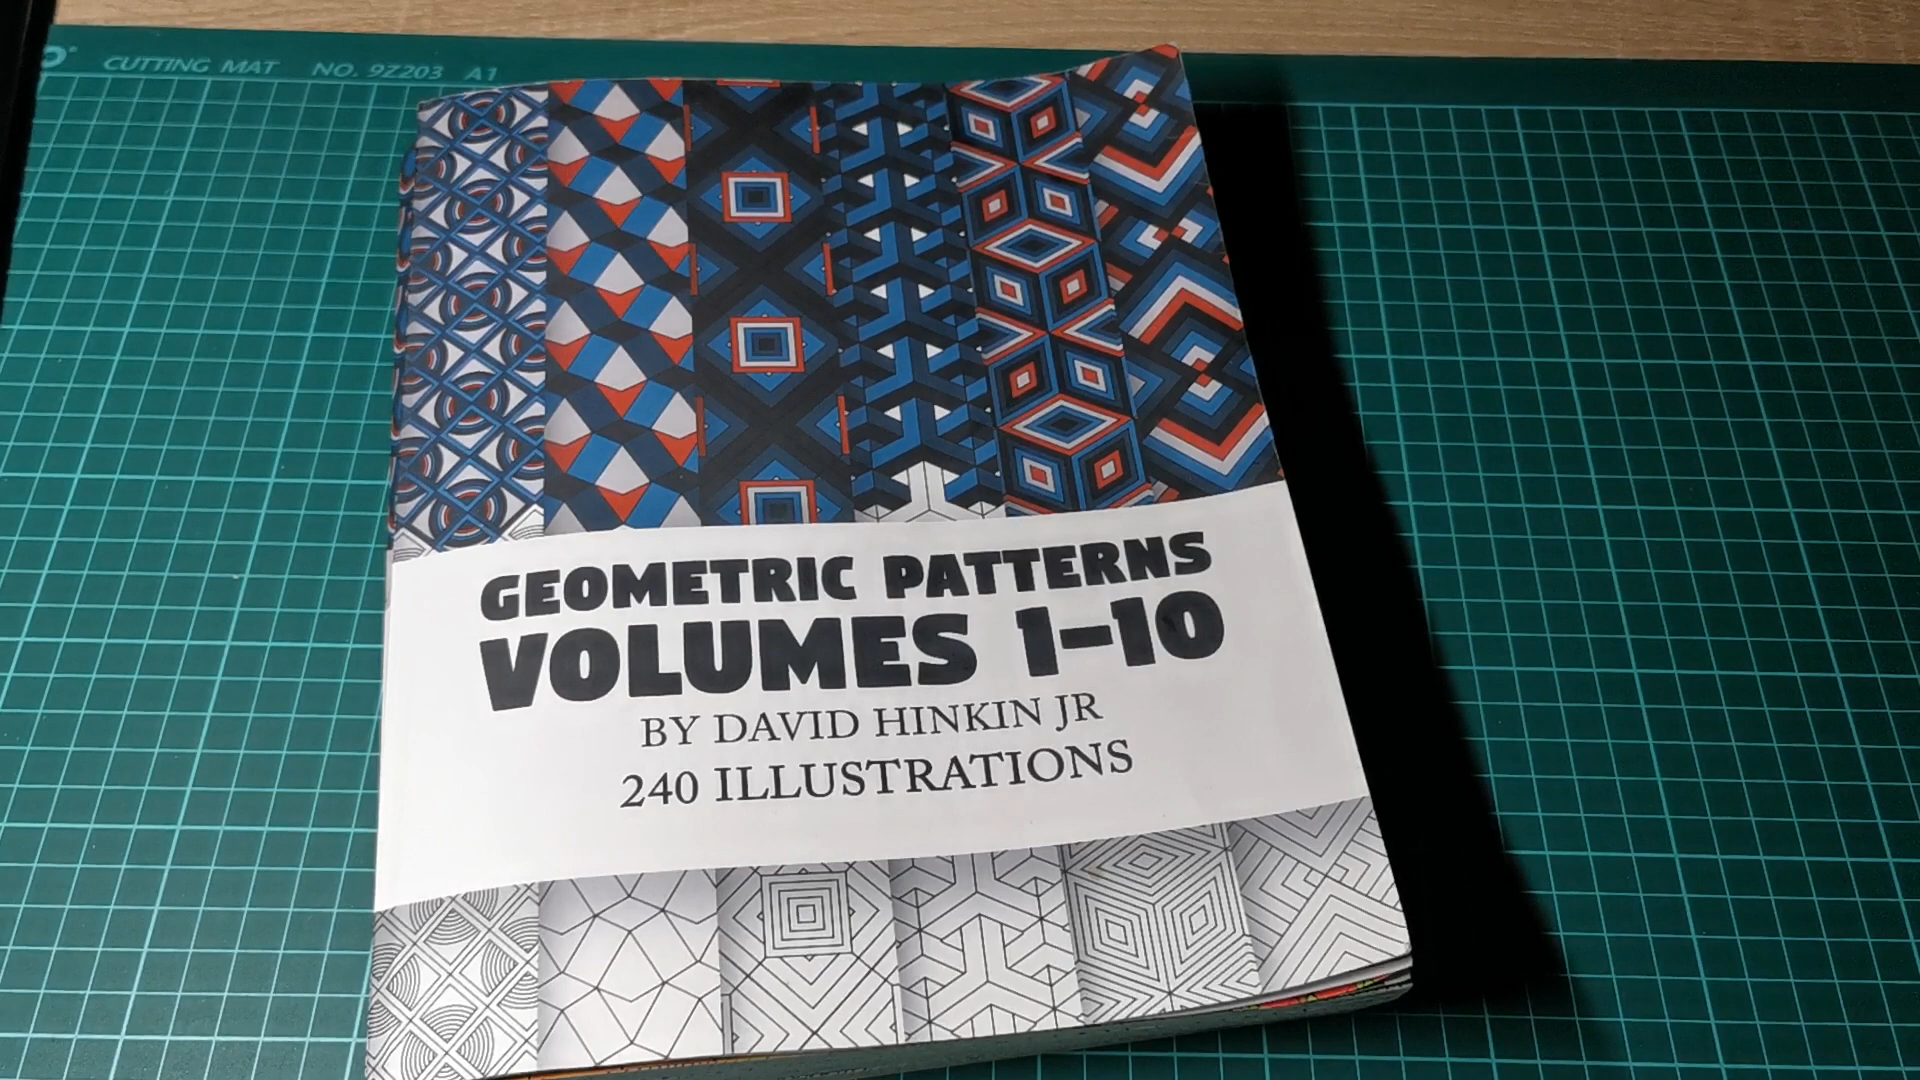 CUTTING MAT NO. 9Z203 A1
GEOMETRIC PATTERNS
VOLUMES 1-10
BY DAVID HINKIN JR
240 ILLUSTRATIONS